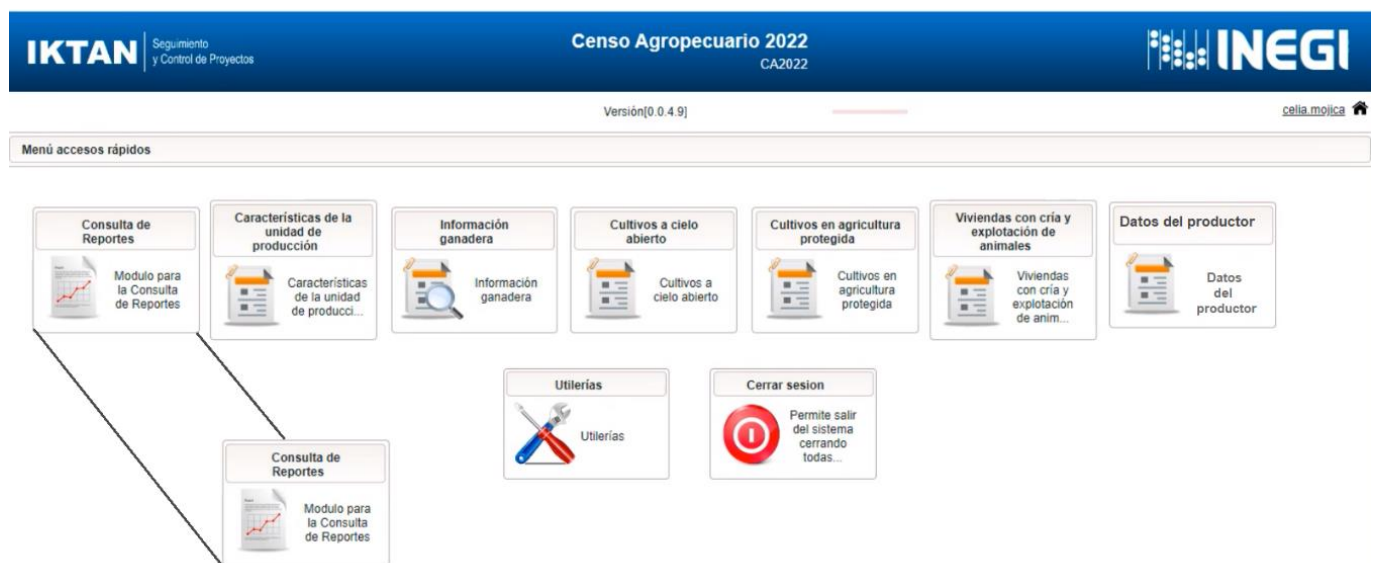 IKTAN Seguimiento
y Control de Proyectos
Censo Agropecuario 2022
CA2022
INEGI
Versión[0.0.4.9]
celia.mojica
Menú accesos rápidos
Consulta de
Reportes
Modulo para
la Consulta
de Reportes
Características de la
unidad de
producción
Características
de la unidad
de producci...
Información
ganadera
Información
ganadera
Cultivos a cielo
abierto
Cultivos a
cielo abierto
Cultivos en agricultura
protegida
Cultivos en
agricultura
protegida
Viviendas con cría y
explotación de
animales
Viviendas
con cría y
explotación
de anim...
Datos del productor
Datos
del
productor
Utilerías
Utilerías
Cerrar sesion
Permite salir
del sistema
cerrando
todas...
Consulta de
Reportes
Modulo para
la Consulta
de Reportes